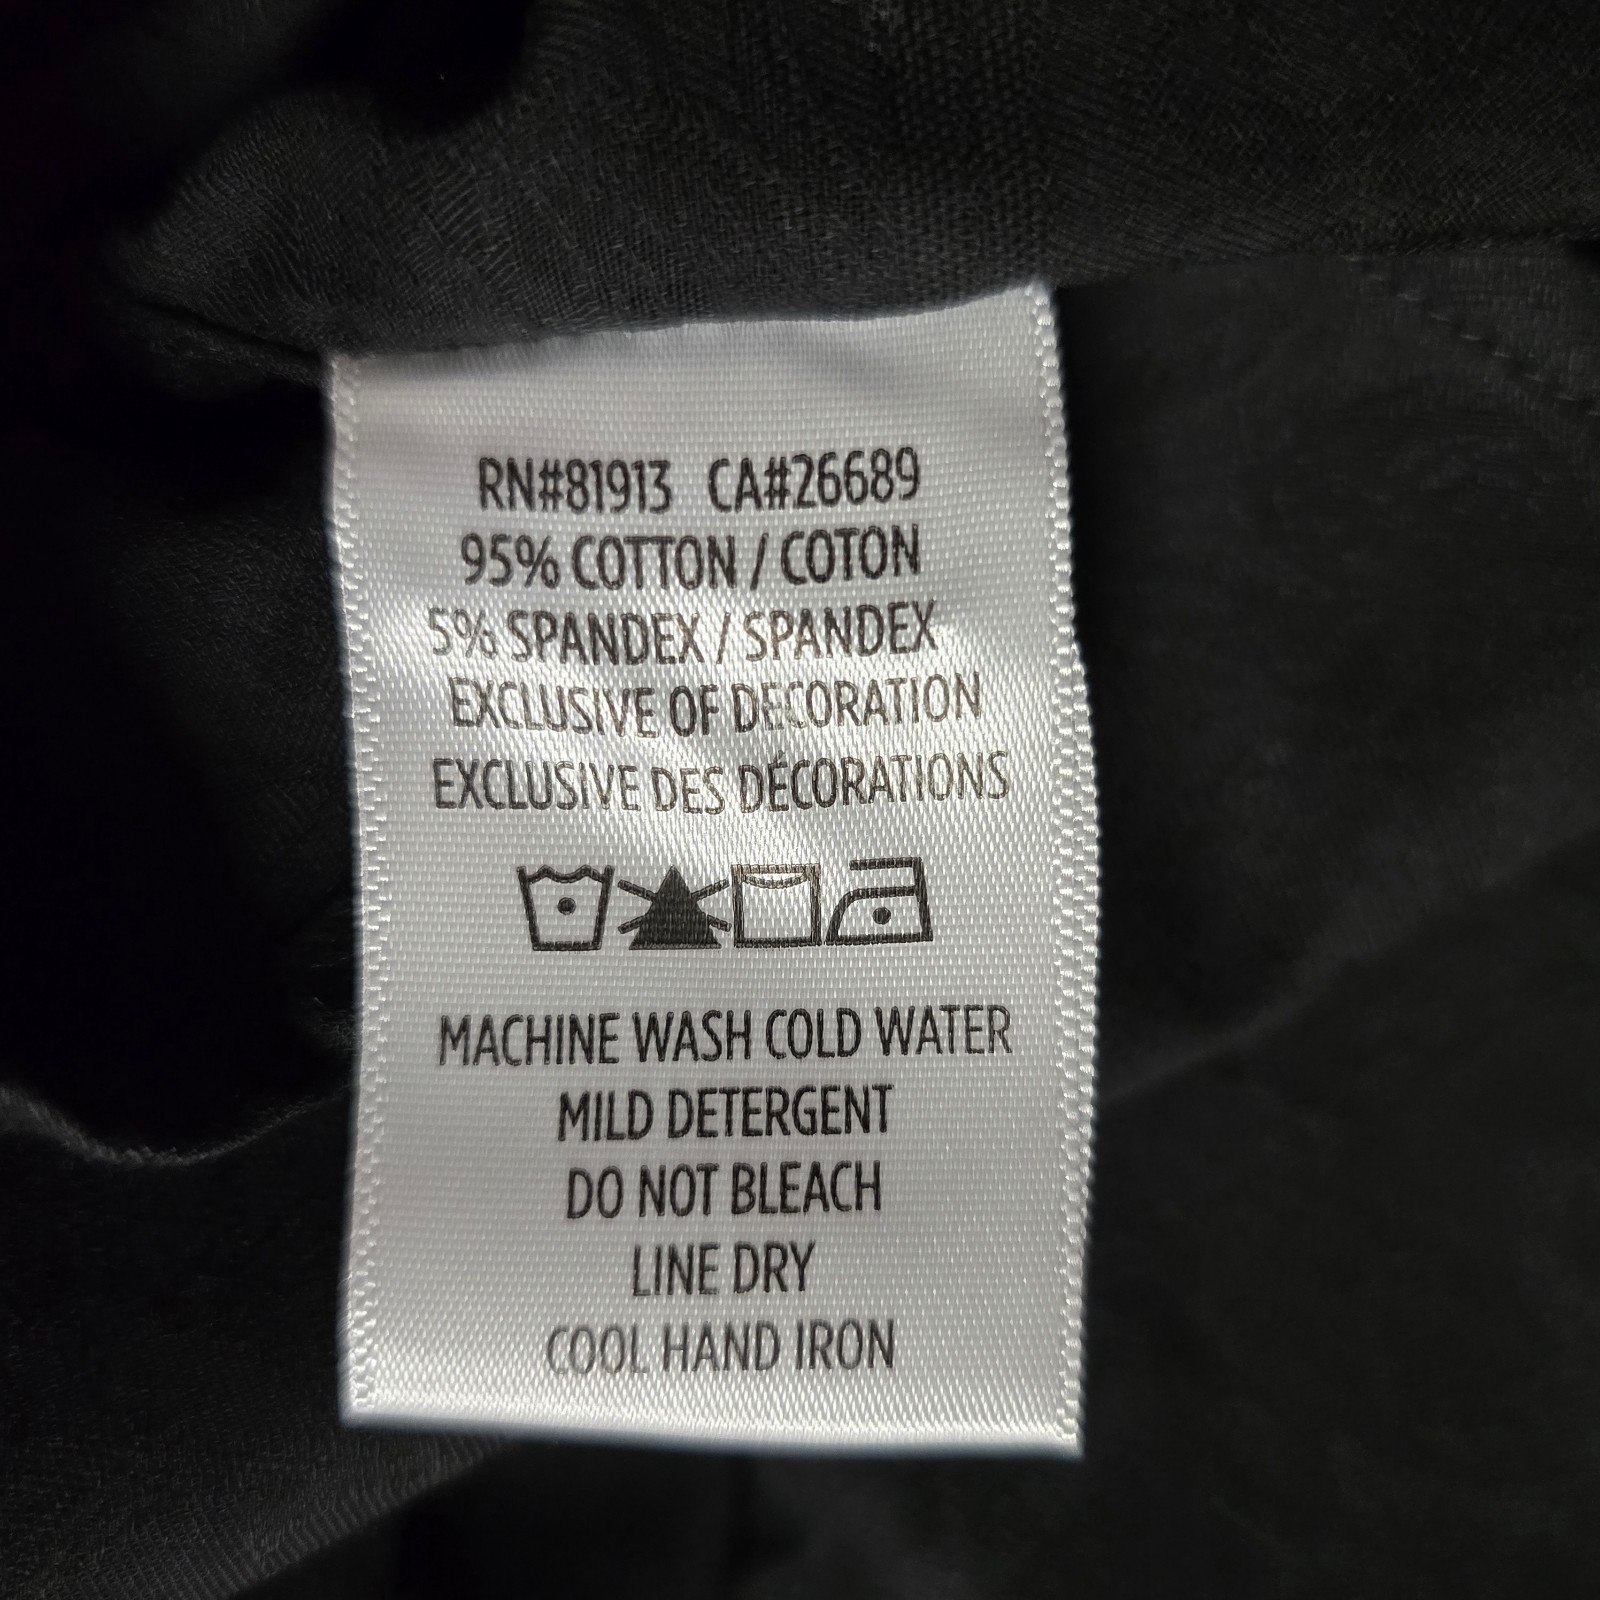 RN#81913 CA#26689
95% COTTON / COTON
5% SPANDEX / SPANDEX
EXCLUSIVE OF DECORATION
EXCLUSIVE DES DÉCORATIONS
MACHINE WASH COLD WATER
MILD DETERGENT
DO NOT BLEACH
LINE DRY
COOL HAND IRON